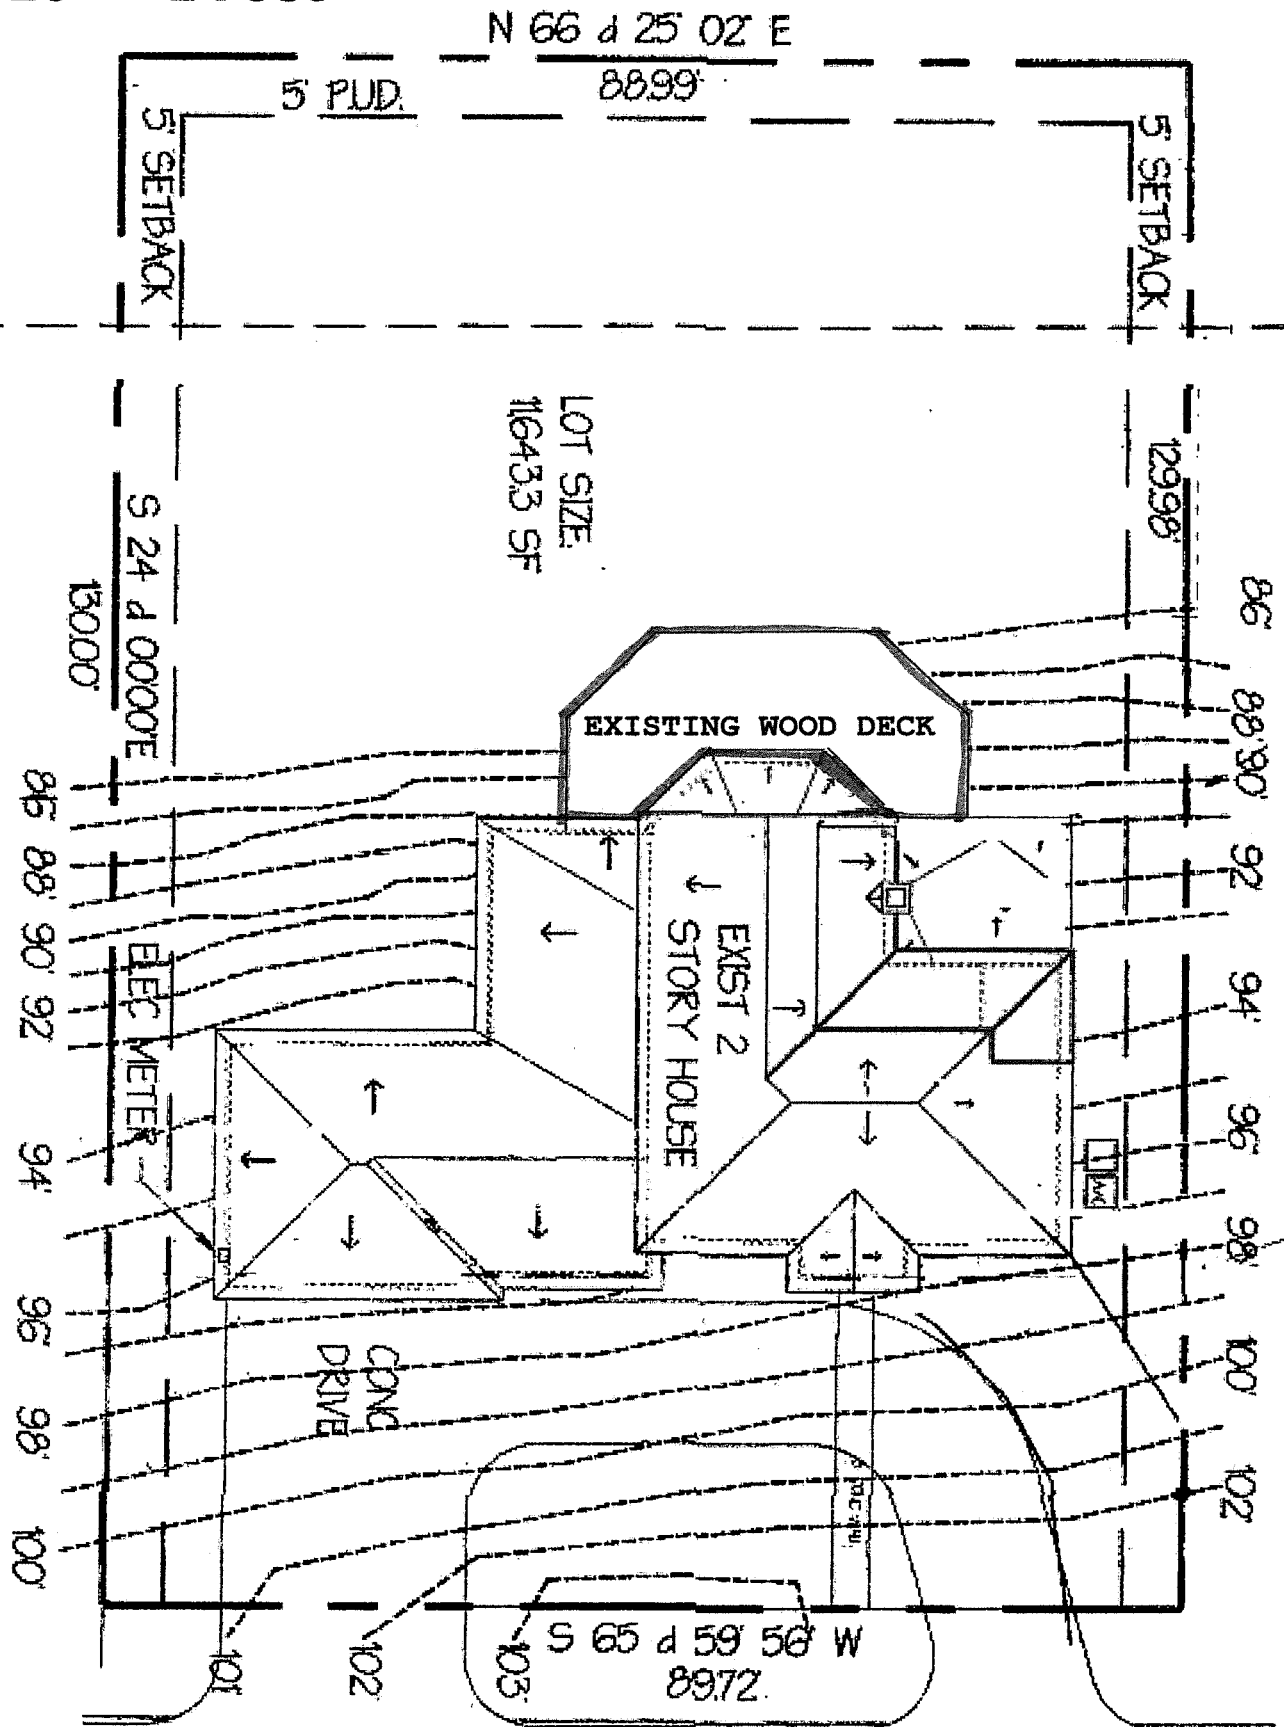 N 66 d 25' 02" E
88.99'
5' P.U.D.
5' SETBACK
5' SETBACK
129.98'
LOT SIZE:
11,643.3 SF
S 24 d 00'00"E
130.00'
86'
88'
90'
EXISTING WOOD DECK
86'
88'
90'
92'
92'
94'
EXIST 2
STORY HOUSE
ELEC METER
94'
96'
A/C
98'
96'
98'
100'
CONC
DRIVE
100'
102'
101'
102'
103'
S 65 d 59' 56" W
89.72'